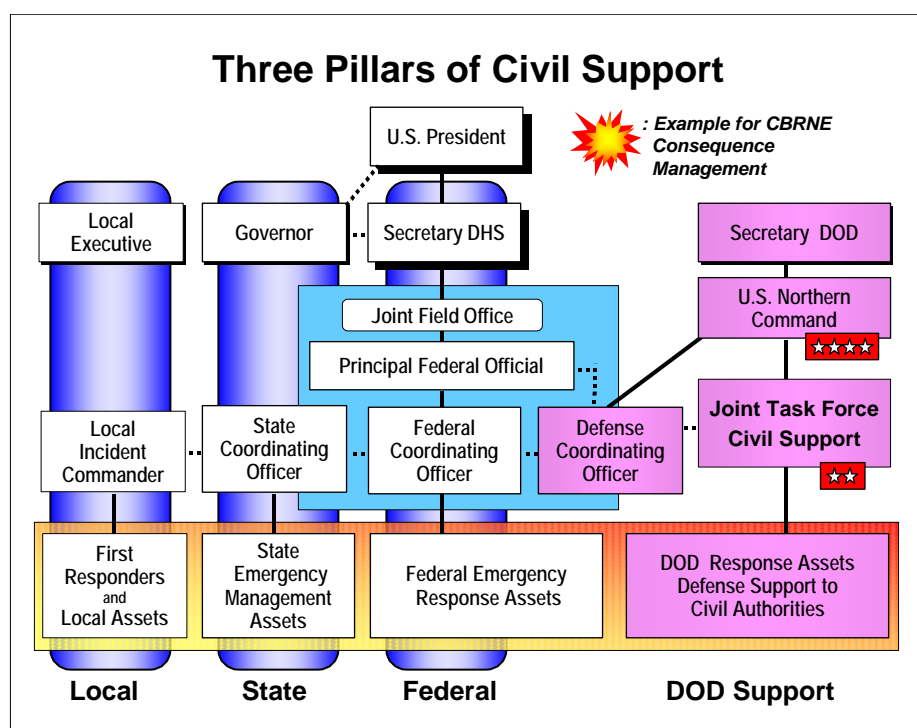 Three Pillars of Civil Support
: Example for CBRNE
Consequence
Management
U.S. President
Local
Executive
Governor
Secretary DHS
Secretary DOD
Joint Field Office
U.S. Northern
Command
Principal Federal Official
Local
Incident
Commander
State
Coordinating
Officer
Federal
Coordinating
Officer
Defense
Coordinating
Officer
Joint Task Force
Civil Support
First
Responders
and
Local Assets
State
Emergency
Management
Assets
Federal Emergency
Response Assets
DOD Response Assets
Defense Support to
Civil Authorities
Local
State
Federal
DOD Support